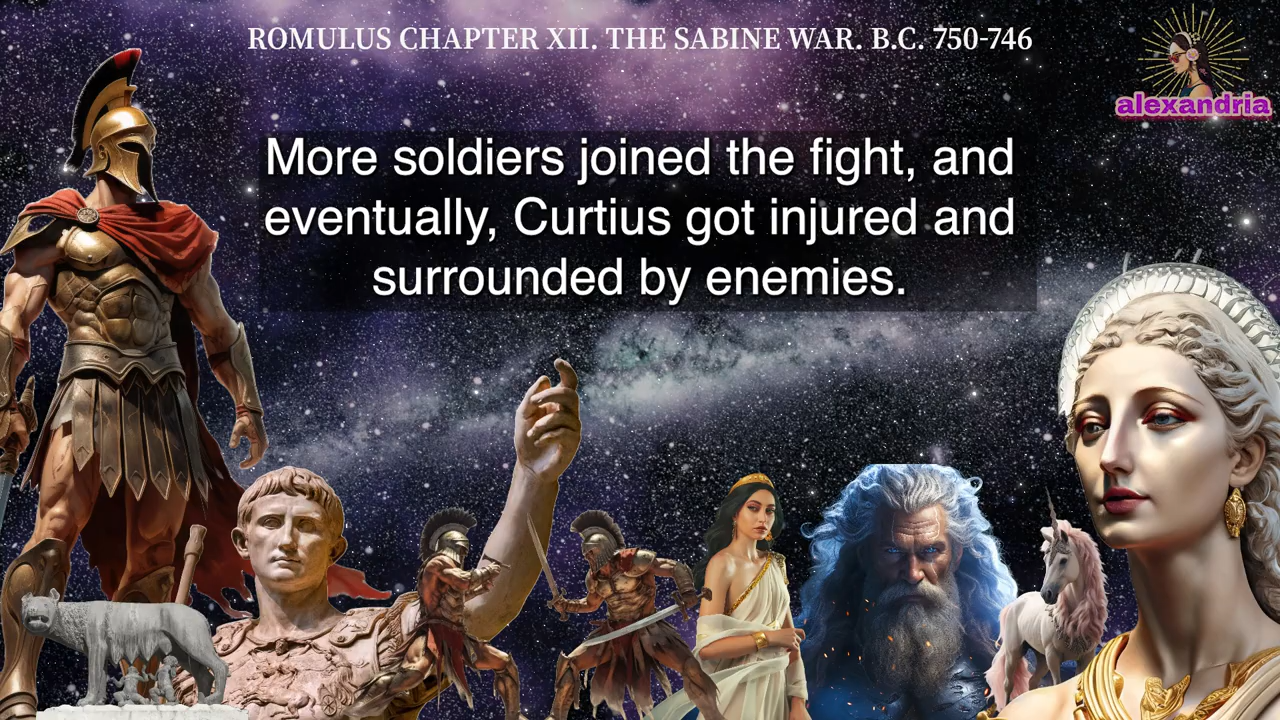 ROMULUS CHAPTER XII. THE SABINE WAR. B.C. 750-746
alexandria
More soldiers joined the fight, and
eventually, Curtius got injured and
surrounded by enemies.